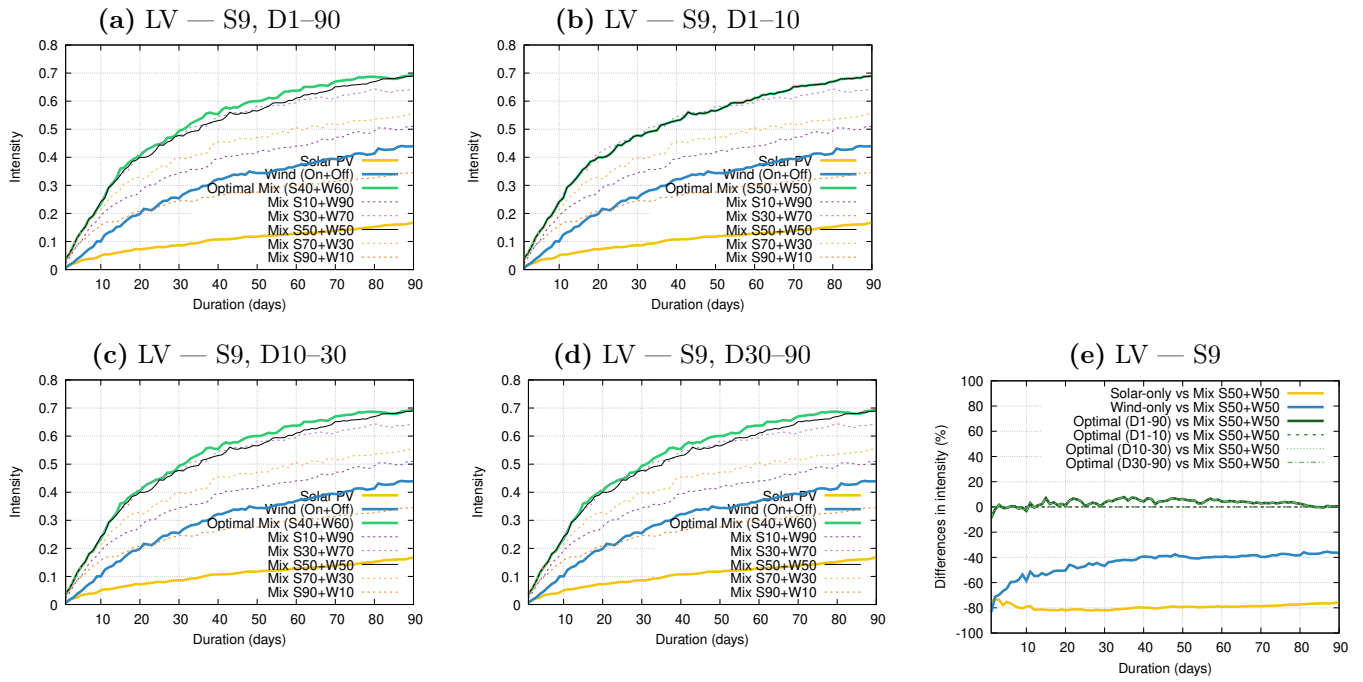 (a) LV — S9, D1–90
0.8
0.7
0.6
0.5
0.4
0.3
0.2
0.1
0
Intensity
Solar PV
Wind (On+Off)
Optimal Mix (S40+W60)
Mix S10+W90
Mix S30+W70
Mix S50+W50
Mix S70+W30
Mix S90+W10
10 20 30 40 50 60 70 80 90
Duration (days)
(b) LV — S9, D1–10
0.8
0.7
0.6
0.5
0.4
0.3
0.2
0.1
0
Intensity
Solar PV
Wind (On+Off)
Optimal Mix (S50+W50)
Mix S10+W90
Mix S30+W70
Mix S50+W50
Mix S70+W30
Mix S90+W10
10 20 30 40 50 60 70 80 90
Duration (days)
(c) LV — S9, D10–30
0.8
0.7
0.6
0.5
0.4
0.3
0.2
0.1
0
Intensity
Solar PV
Wind (On+Off)
Optimal Mix (S40+W60)
Mix S10+W90
Mix S30+W70
Mix S50+W50
Mix S70+W30
Mix S90+W10
10 20 30 40 50 60 70 80 90
Duration (days)
(d) LV — S9, D30–90
0.8
0.7
0.6
0.5
0.4
0.3
0.2
0.1
0
Intensity
Solar PV
Wind (On+Off)
Optimal Mix (S40+W60)
Mix S10+W90
Mix S30+W70
Mix S50+W50
Mix S70+W30
Mix S90+W10
10 20 30 40 50 60 70 80 90
Duration (days)
(e) LV — S9
100
80
60
40
20
0
-20
-40
-60
-80
-100
Differences in intensity (%)
Solar-only vs Mix S50+W50
Wind-only vs Mix S50+W50
Optimal (D1-90) vs Mix S50+W50
Optimal (D1-10) vs Mix S50+W50
Optimal (D10-30) vs Mix S50+W50
Optimal (D30-90) vs Mix S50+W50
10 20 30 40 50 60 70 80 90
Duration (days)